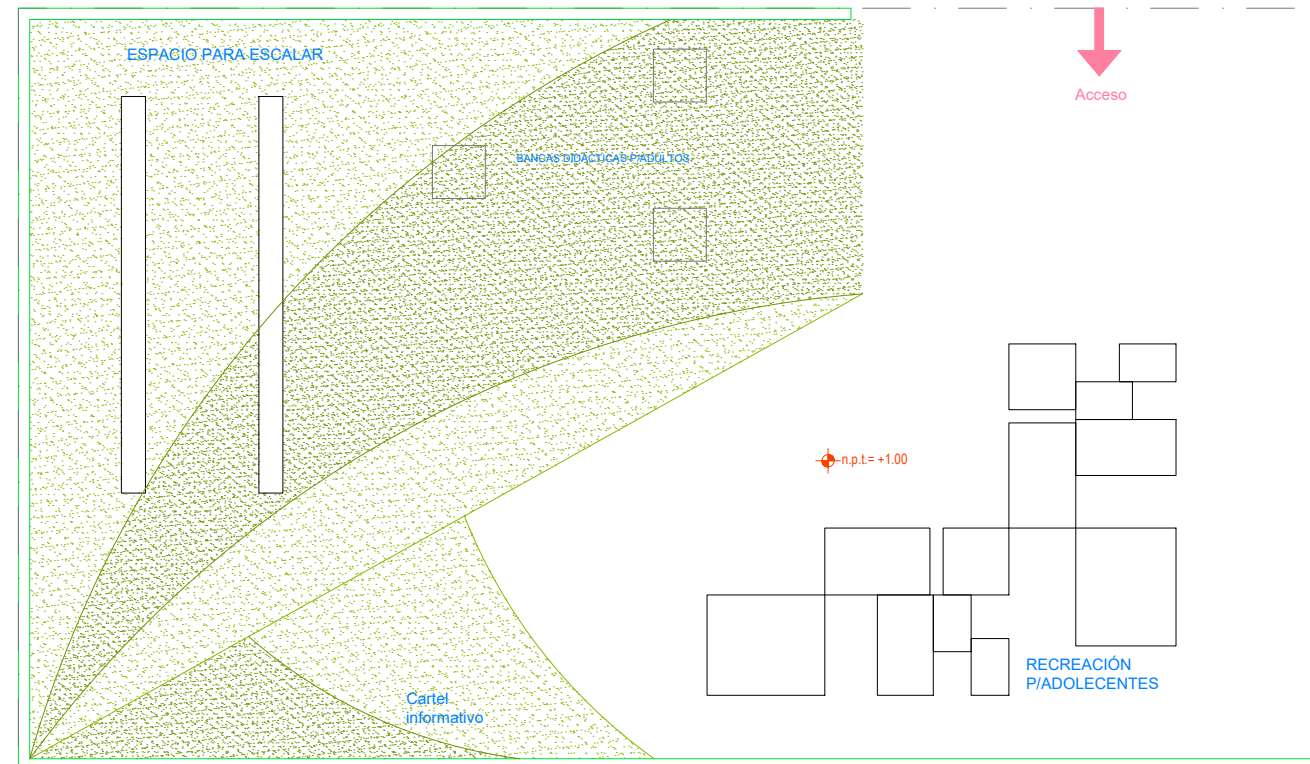 ESPACIO PARA ESCALAR
Acceso
BANCAS DIDÁCTICAS P/ADULTOS
n.p.t.= +1.00
RECREACIÓN
P/ADOLECENTES
Cartel
informativo